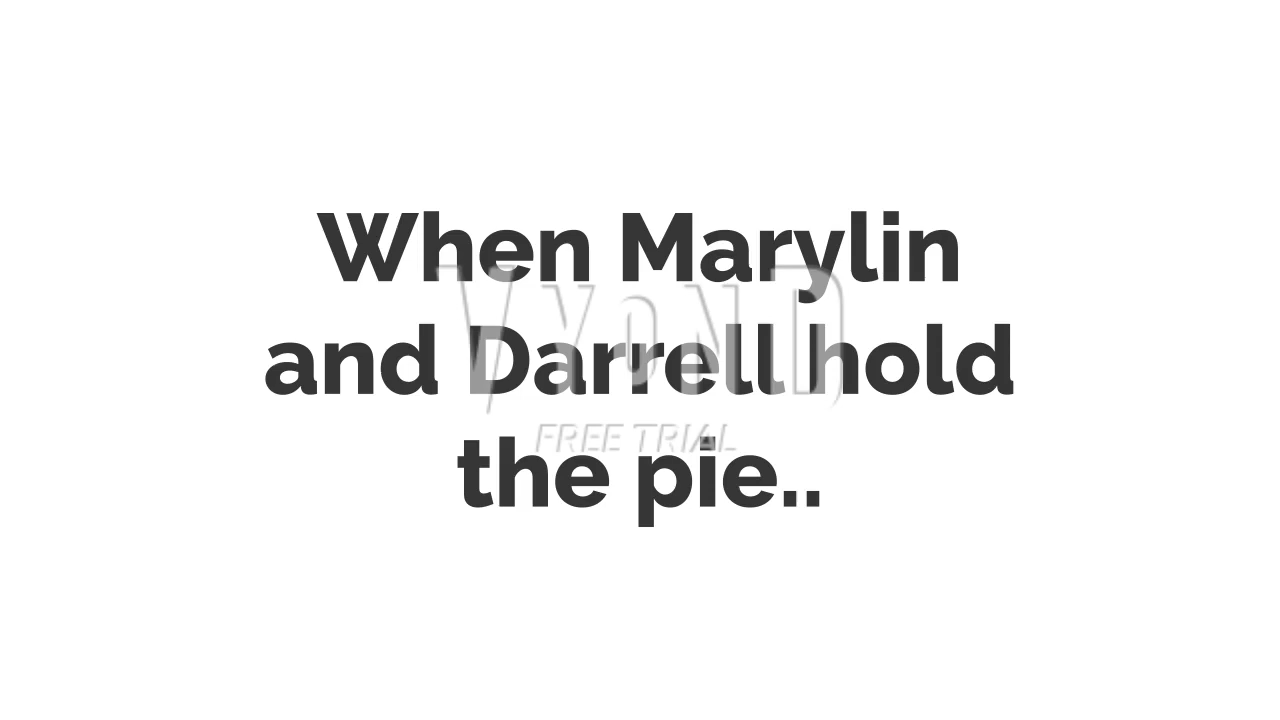 When Marylin
and Darrell hold
the pie..
VYOND
FREE TRIAL